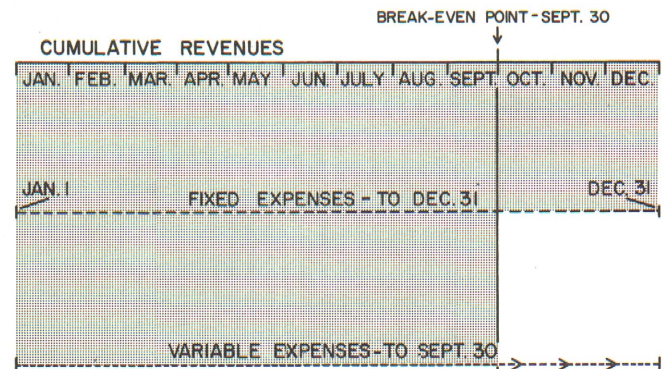 BREAK-EVEN POINT-SEPT. 30
CUMULATIVE REVENUES
JAN. FEB. MAR. APR. MAY JUN. JULY AUG. SEPT. OCT. NOV. DEC.
JAN. 1 DEC. 31
FIXED EXPENSES - TO DEC. 31
VARIABLE EXPENSES-TO SEPT. 30